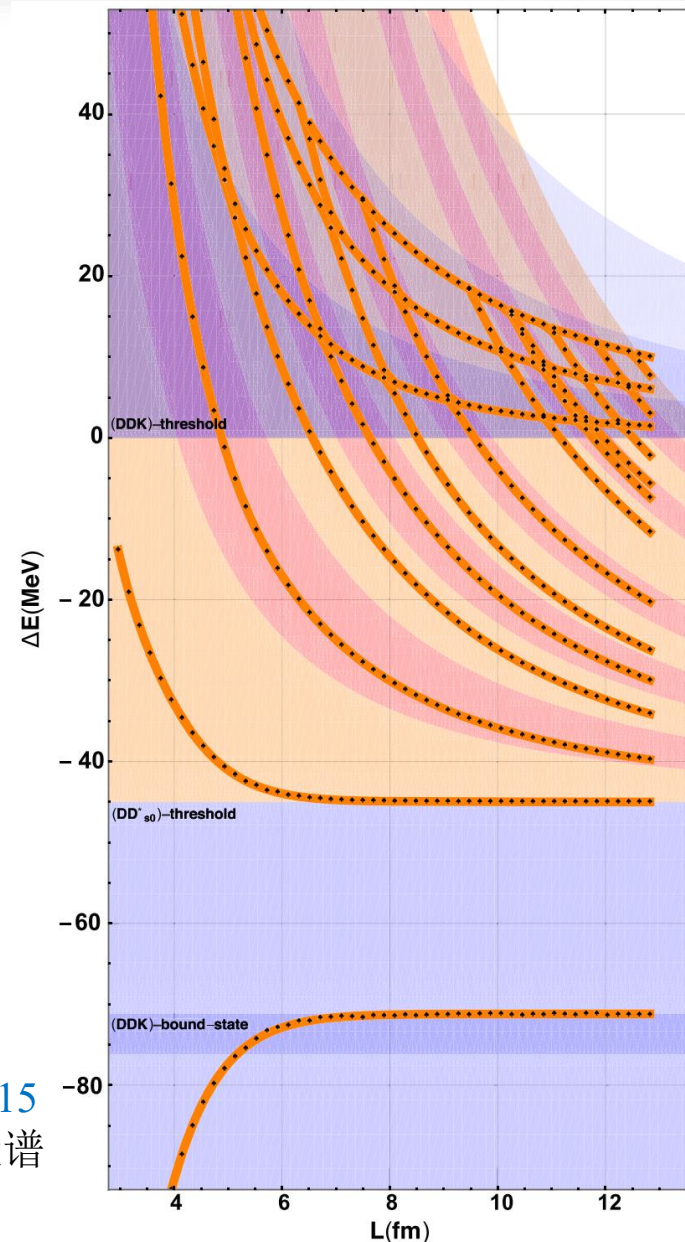 40
20
(DDK)–threshold
0
ΔE(MeV)
−20
−40
(DD*s0)–threshold
−60
(DDK)–bound–state
15
−80
谱
4 6 8 10 12
L(fm)